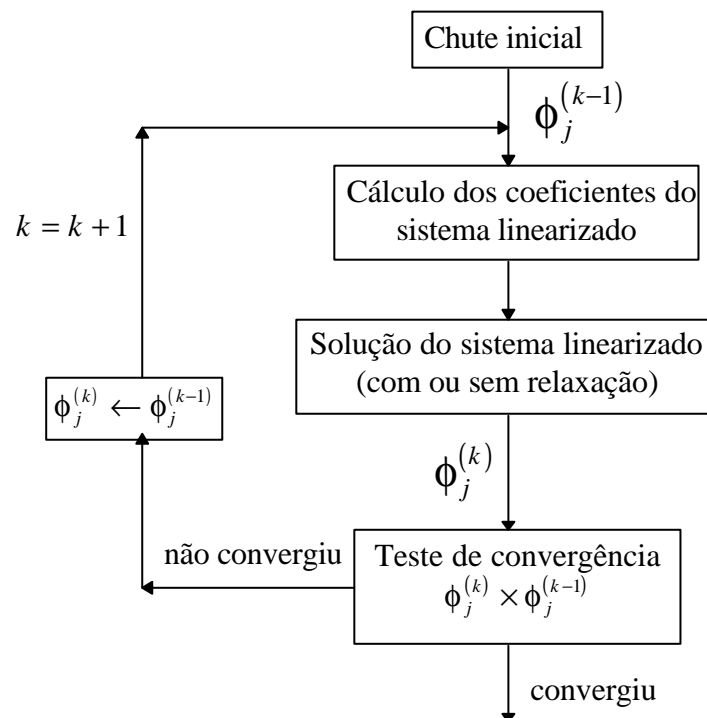 Chute inicial
ϕ_j^(k−1)
Cálculo dos coeficientes do
sistema linearizado
k = k + 1
Solução do sistema linearizado
(com ou sem relaxação)
ϕ_j^(k) ← ϕ_j^(k−1)
ϕ_j^(k)
não convergiu
Teste de convergência
ϕ_j^(k) × ϕ_j^(k−1)
convergiu